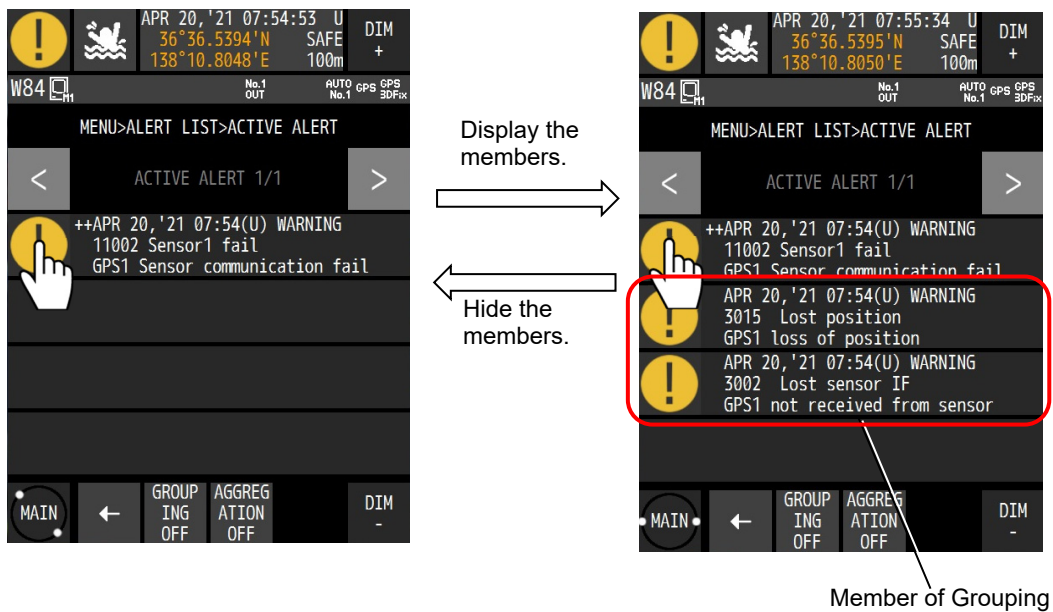 APR 20,'21 07:54:53 U
36°36.5394'N SAFE
138°10.8048'E 100m
DIM
+
W84 M1
No.1
OUT
AUTO
No.1
GPS
GPS
3DFix
MENU>ALERT LIST>ACTIVE ALERT
< ACTIVE ALERT 1/1 >
++APR 20,'21 07:54(U) WARNING
11002 Sensor1 fail
GPS1 Sensor communication fail
MAIN
←
GROUP
ING
OFF
AGGREG
ATION
OFF
DIM
-
Display the
members.
Hide the
members.
APR 20,'21 07:55:34 U
36°36.5395'N SAFE
138°10.8050'E 100m
DIM
+
W84 M1
No.1
OUT
AUTO
No.1
GPS
GPS
3DFix
MENU>ALERT LIST>ACTIVE ALERT
< ACTIVE ALERT 1/1 >
++APR 20,'21 07:54(U) WARNING
11002 Sensor1 fail
GPS1 Sensor communication fail
APR 20,'21 07:54(U) WARNING
3015 Lost position
GPS1 loss of position
APR 20,'21 07:54(U) WARNING
3002 Lost sensor IF
GPS1 not received from sensor
MAIN
←
GROUP
ING
OFF
AGGREG
ATION
OFF
DIM
-
Member of Grouping